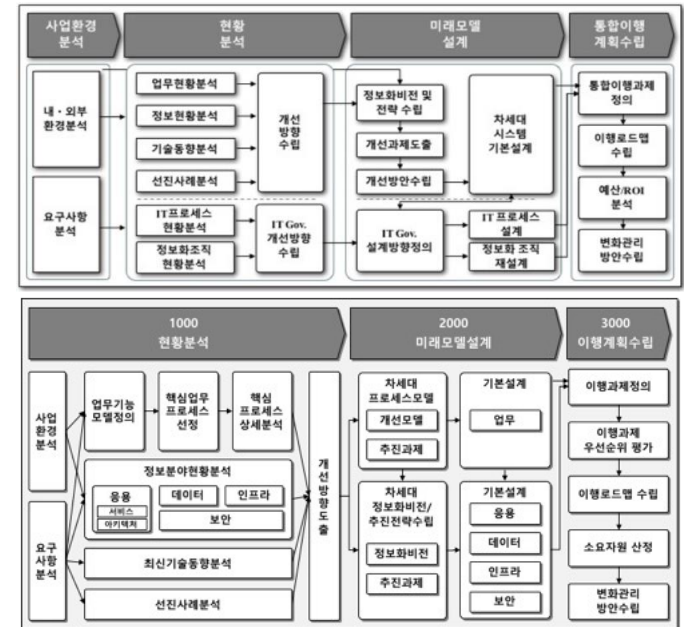 사업환경
분석
현황
분석
미래모델
설계
통합이행
계획수립
내·외부
환경분석
요구사항
분석
업무현황분석
정보현황분석
기술동향분석
선진사례분석
IT프로세스
현황분석
정보화조직
현황분석
개선
방향
수립
IT Gov.
개선방향
수립
정보화비전 및
전략 수립
개선과제도출
개선방안수립
IT Gov.
설계방향정의
차세대
시스템
기본설계
IT 프로세스
설계
정보화 조직
재설계
통합이행과제
정의
이행로드맵
수립
예산/ROI
분석
변화관리
방안수립
1000
현황분석
2000
미래모델설계
3000
이행계획수립
사업
환경
분석
요구
사항
분석
업무기능
모델정의
핵심업무
프로세스
선정
핵심
프로세스
상세분석
정보분야현황분석
응용
서비스
아키텍처
데이터
인프라
보안
최신기술동향분석
선진사례분석
개
선
방
향
도
출
차세대
프로세스모델
개선모델
추진과제
차세대
정보화비전/
추진전략수립
정보화비전
추진과제
기본설계
업무
기본설계
응용
데이터
인프라
보안
이행과제정의
이행과제
우선순위 평가
이행로드맵 수립
소요자원 산정
변화관리
방안수립